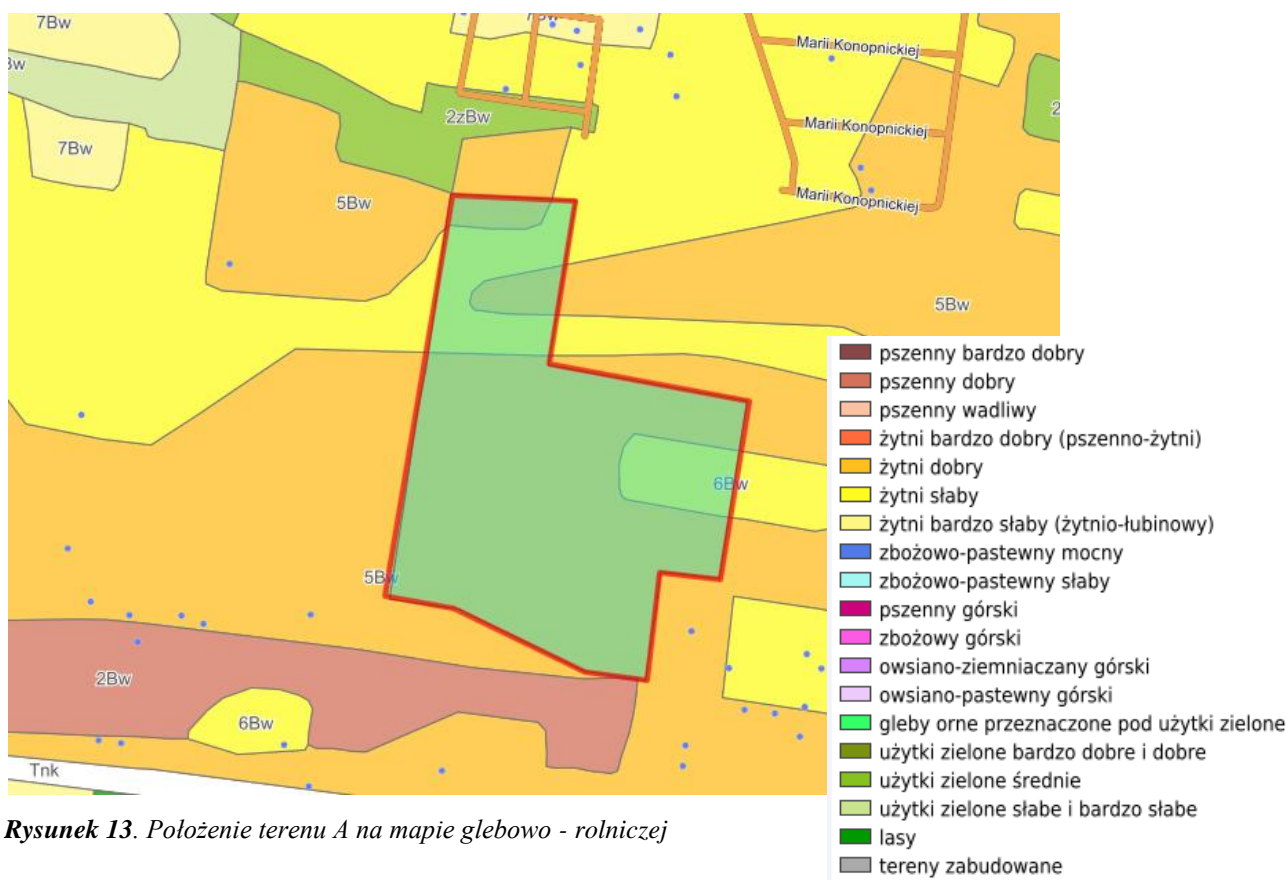 7Bw
7Bw
Marii Konopnickiej
2zBw
Marii Konopnickiej
7Bw
5Bw
Marii Konopnickiej
5Bw
6Bw
5Bw
2Bw
6Bw
Tnk
pszenny bardzo dobry
pszenny dobry
pszenny wadliwy
żytni bardzo dobry (pszenno-żytni)
żytni dobry
żytni słaby
żytni bardzo słaby (żytnio-łubinowy)
zbożowo-pastewny mocny
zbożowo-pastewny słaby
pszenny górski
zbożowy górski
owsiano-ziemniaczany górski
owsiano-pastewny górski
gleby orne przeznaczone pod użytki zielone
użytki zielone bardzo dobre i dobre
użytki zielone średnie
użytki zielone słabe i bardzo słabe
lasy
tereny zabudowane
Rysunek 13. Położenie terenu A na mapie glebowo - rolniczej